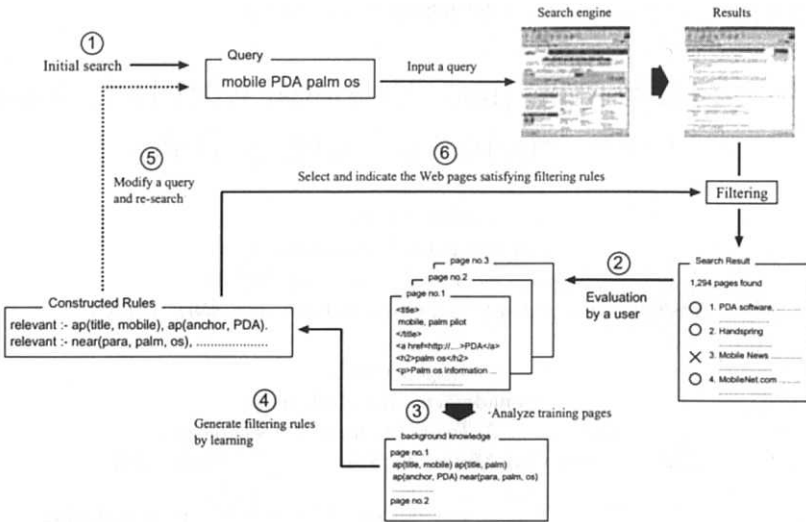 Search engine
Results
①
Initial search
Query
mobile PDA palm os
Input a query
⑤
Modify a query
and re-search
⑥
Select and indicate the Web pages satisfying filtering rules
Filtering
Search Result
1,294 pages found
1. PDA software, ........
2. Handspring
3. Mobile News ........
4. MobileNet.com ........
②
Evaluation
by a user
page no.3
page no.2
page no.1
<title>
mobile, palm pilot
</title>
<a href=http://....>PDA</a>
<h2>palm os</h2>
<p>Palm os information ...
Constructed Rules
relevant :- ap(title, mobile), ap(anchor, PDA).
relevant :- near(para, palm, os), ......................
④
Generate filtering rules
by learning
③
Analyze training pages
background knowledge
page no.1
ap(title, mobile) ap(title, palm)
ap(anchor, PDA) near(para, palm, os)
page no.2